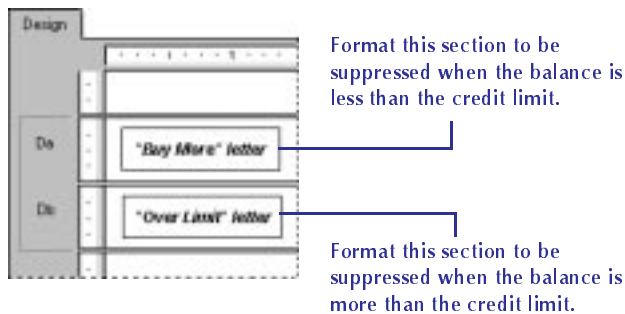 Design
Format this section to be
suppressed when the balance is
less than the credit limit.
Da
"Buy More" letter
Db
"Over Limit" letter
Format this section to be
suppressed when the balance is
more than the credit limit.